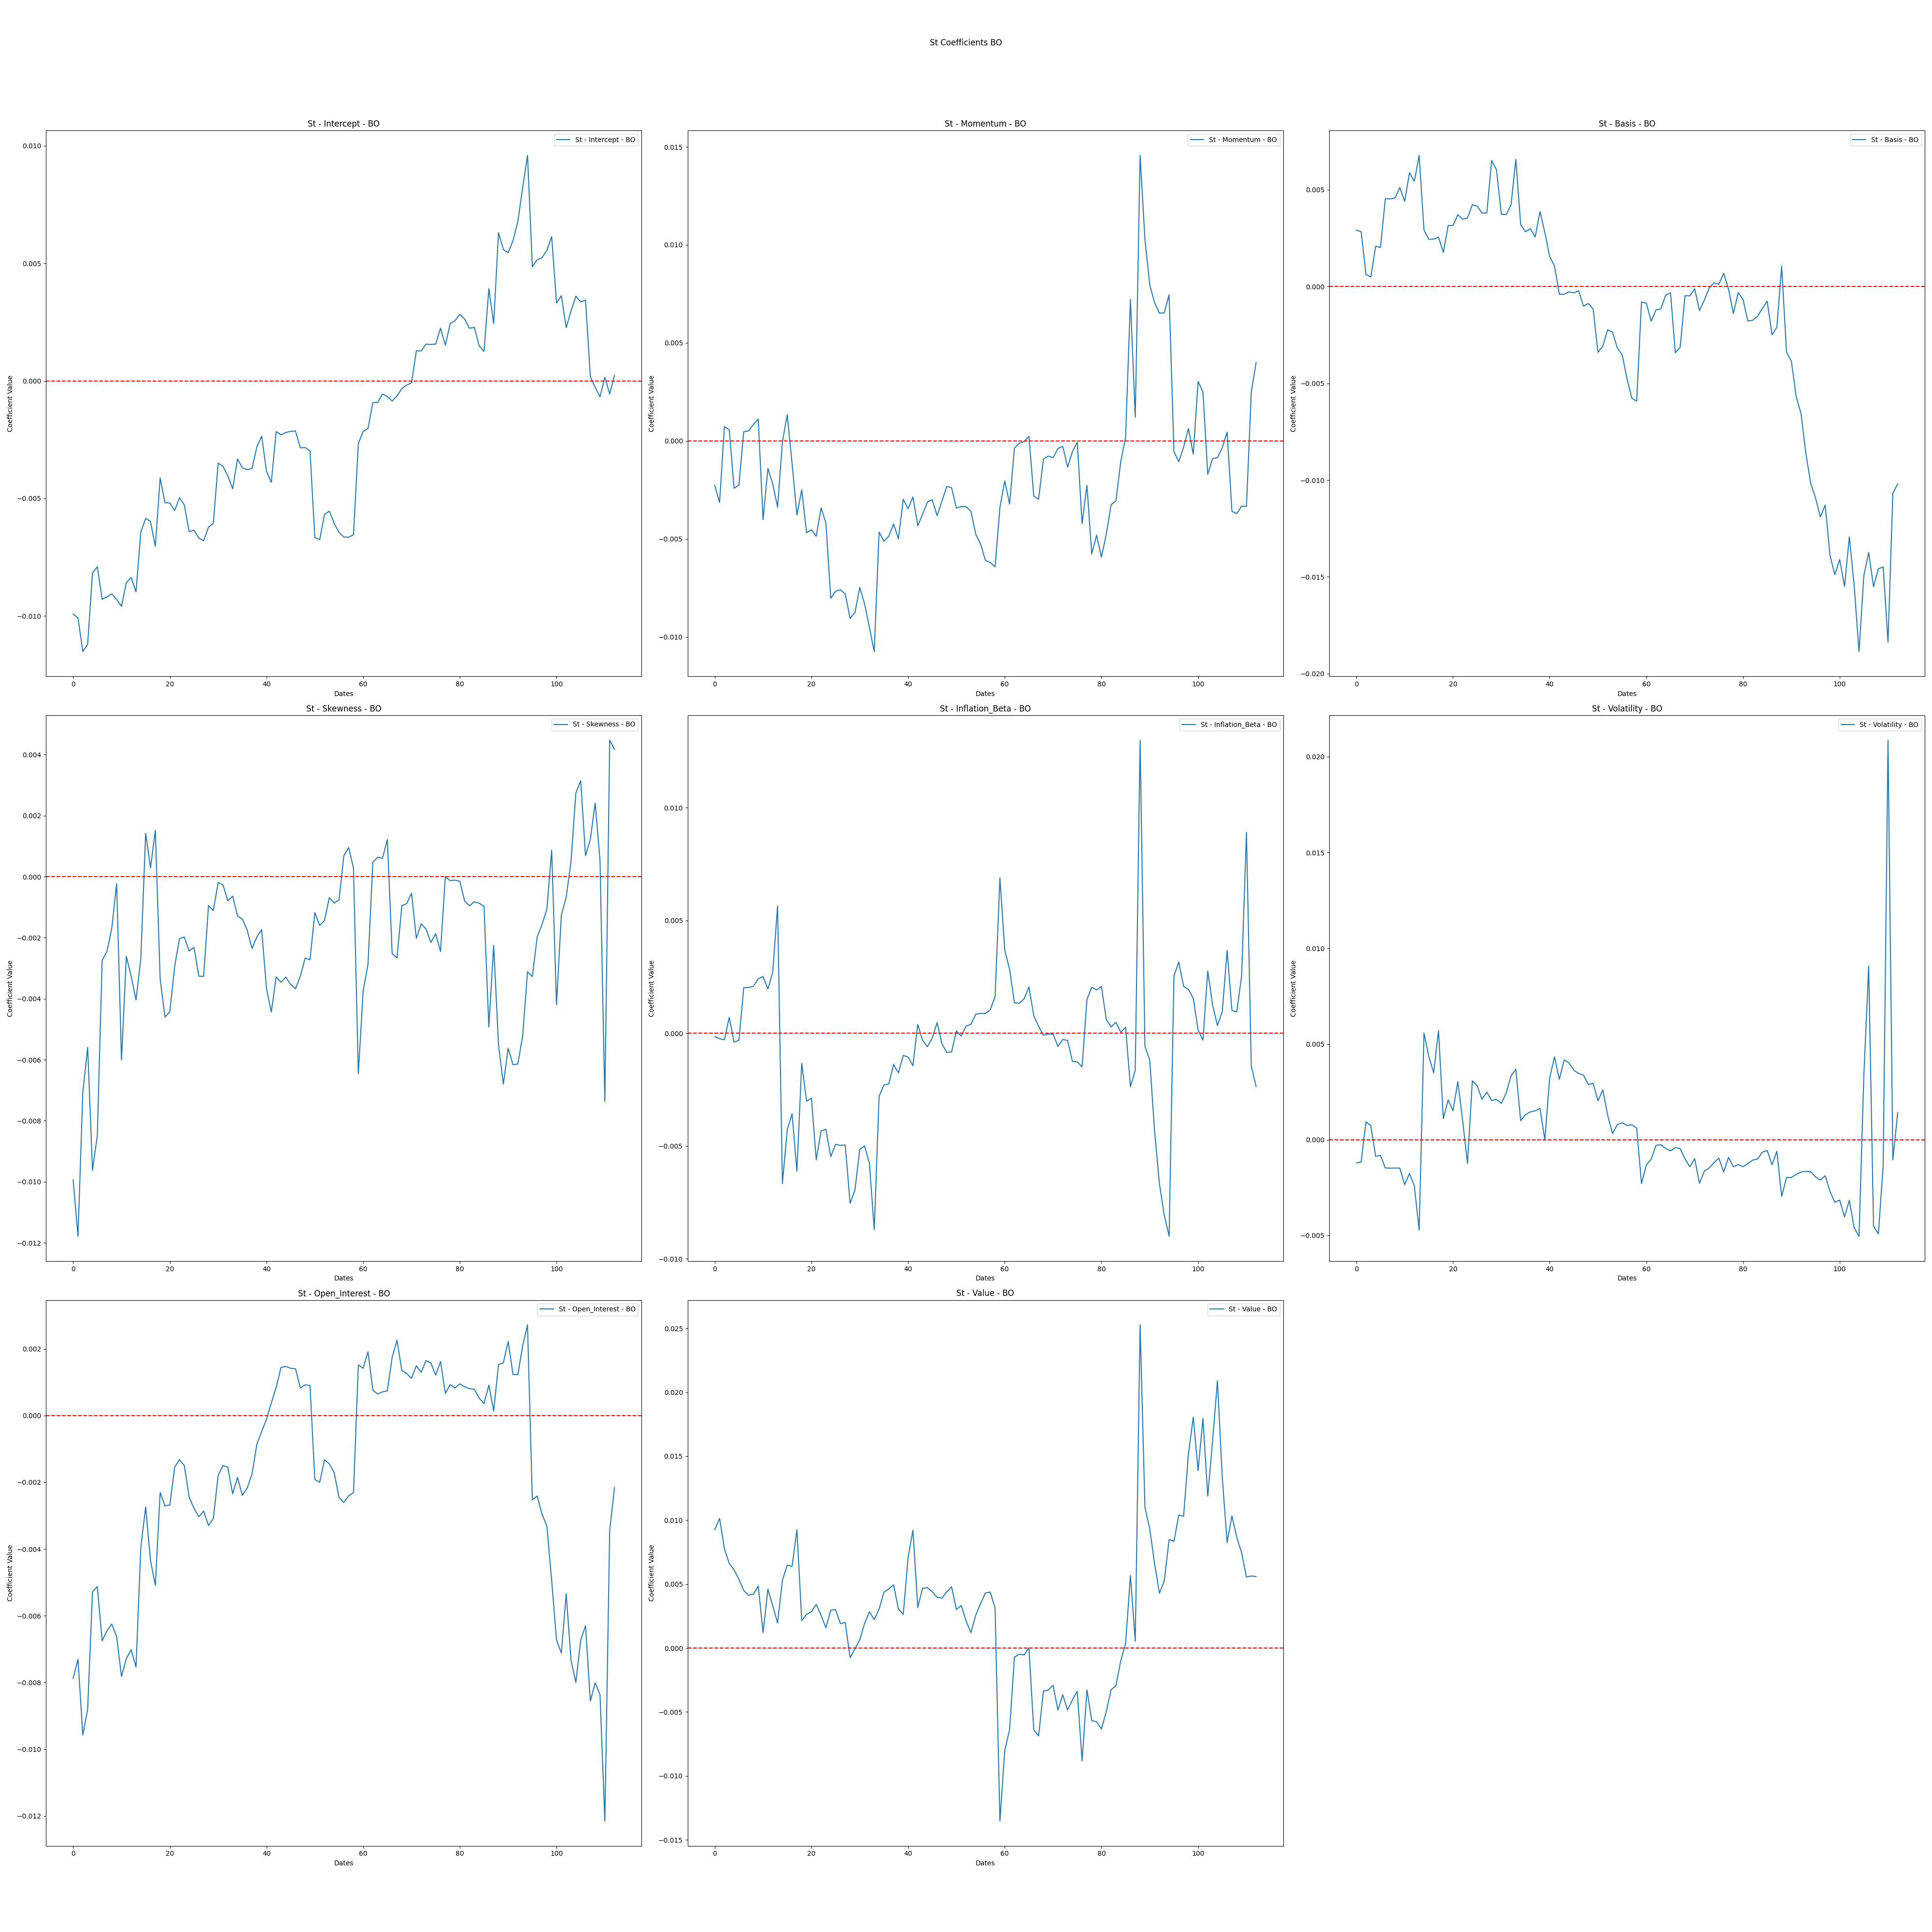 St Coefficients BO
St - Intercept - BO
St - Intercept - BO
0.010
0.005
0.000
−0.005
−0.010
Coefficient Value
0 20 40 60 80 100
Dates
St - Momentum - BO
St - Momentum - BO
0.015
0.010
0.005
0.000
−0.005
−0.010
Coefficient Value
0 20 40 60 80 100
Dates
St - Basis - BO
St - Basis - BO
0.005
0.000
−0.005
−0.010
−0.015
−0.020
Coefficient Value
0 20 40 60 80 100
Dates
St - Skewness - BO
St - Skewness - BO
0.004
0.002
0.000
−0.002
−0.004
−0.006
−0.008
−0.010
−0.012
Coefficient Value
0 20 40 60 80 100
Dates
St - Inflation_Beta - BO
St - Inflation_Beta - BO
0.010
0.005
0.000
−0.005
−0.010
Coefficient Value
0 20 40 60 80 100
Dates
St - Volatility - BO
St - Volatility - BO
0.020
0.015
0.010
0.005
0.000
−0.005
Coefficient Value
0 20 40 60 80 100
Dates
St - Open_Interest - BO
St - Open_Interest - BO
0.002
0.000
−0.002
−0.004
−0.006
−0.008
−0.010
−0.012
Coefficient Value
0 20 40 60 80 100
Dates
St - Value - BO
St - Value - BO
0.025
0.020
0.015
0.010
0.005
0.000
−0.005
−0.010
−0.015
Coefficient Value
0 20 40 60 80 100
Dates